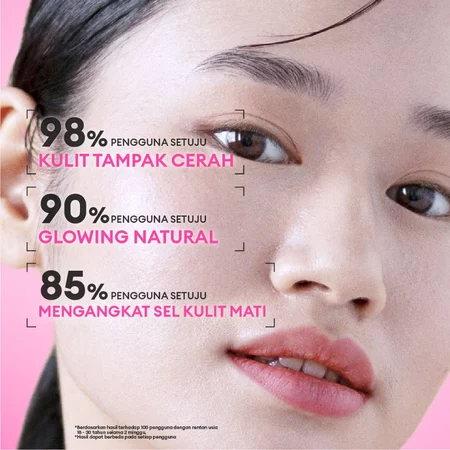 98% PENGGUNA SETUJU
KULIT TAMPAK CERAH
90% PENGGUNA SETUJU
GLOWING NATURAL
85% PENGGUNA SETUJU
MENGANGKAT SEL KULIT MATI
*Berdasarkan hasil terhadap 100 pengguna dengan rentan usia
18 - 30 tahun selama 2 minggu.
*Hasil dapat berbeda pada setiap pengguna